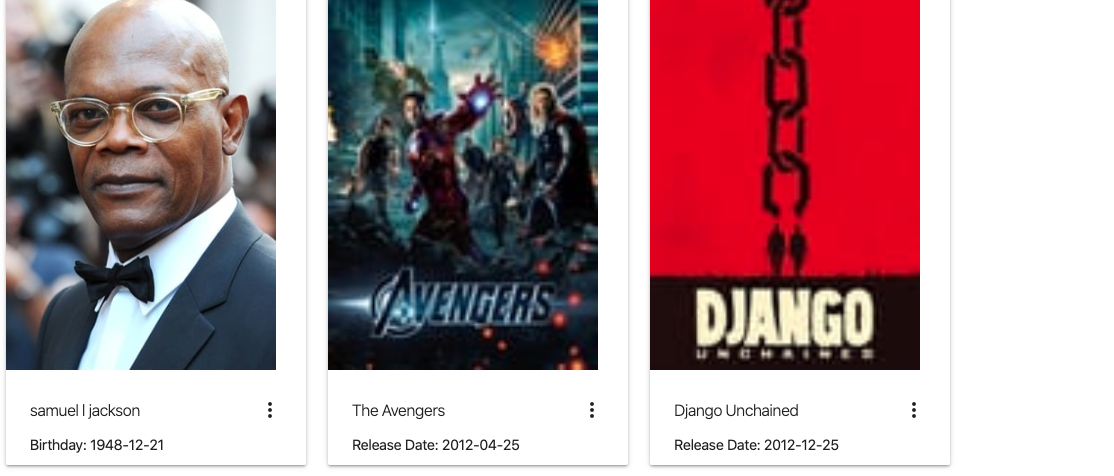 AVENGERS
DJANGO
UNCHAINED
samuel l jackson
The Avengers
Django Unchained
Birthday: 1948-12-21
Release Date: 2012-04-25
Release Date: 2012-12-25